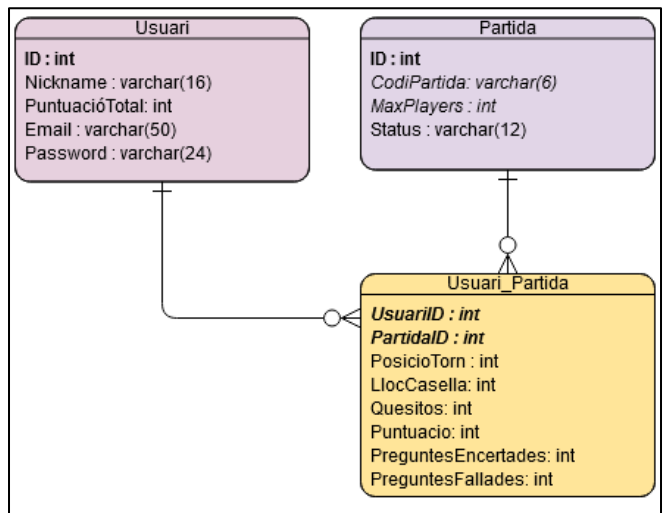 Usuari
ID : int
Nickname : varchar(16)
PuntuacióTotal: int
Email : varchar(50)
Password : varchar(24)
Partida
ID : int
CodiPartida: varchar(6)
MaxPlayers : int
Status : varchar(12)
Usuari_Partida
UsuariID : int
PartidaID : int
PosicioTorn : int
LlocCasella: int
Quesitos: int
Puntuacio: int
PreguntesEncertades: int
PreguntesFallades: int